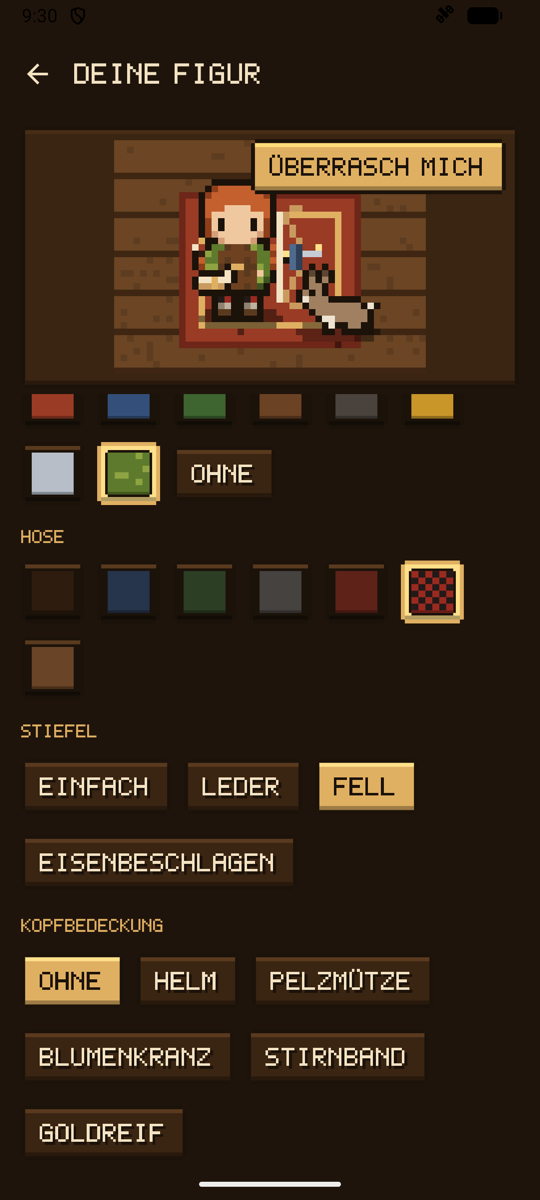 9:30
DEINE FIGUR
ÜBERRASCH MICH
OHNE
HOSE
STIEFEL
EINFACH LEDER FELL
EISENBESCHLAGEN
KOPFBEDECKUNG
OHNE HELM PELZMÜTZE
BLUMENKRANZ STIRNBAND
GOLDREIF